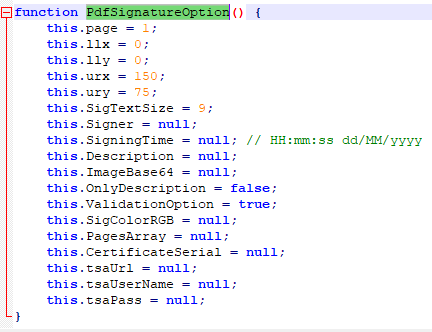 function PdfSignatureOption() {
this.page = 1;
this.llx = 0;
this.lly = 0;
this.urx = 150;
this.ury = 75;
this.SigTextSize = 9;
this.Signer = null;
this.SigningTime = null; // HH:mm:ss dd/MM/yyyy
this.Description = null;
this.ImageBase64 = null;
this.OnlyDescription = false;
this.ValidationOption = true;
this.SigColorRGB = null;
this.PagesArray = null;
this.CertificateSerial = null;
this.tsaUrl = null;
this.tsaUserName = null;
this.tsaPass = null;
}